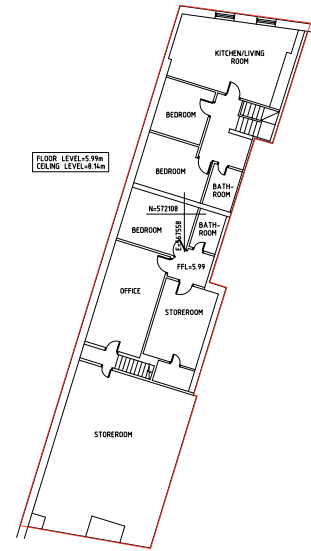 KITCHEN/LIVING
ROOM
BEDROOM
FLOOR LEVEL=5.99m
CEILING LEVEL=8.14m
BEDROOM
BATH-
ROOM
N=572108
E=367558
BATH-
ROOM
BEDROOM
FFL=5.99
OFFICE
STOREROOM
STOREROOM